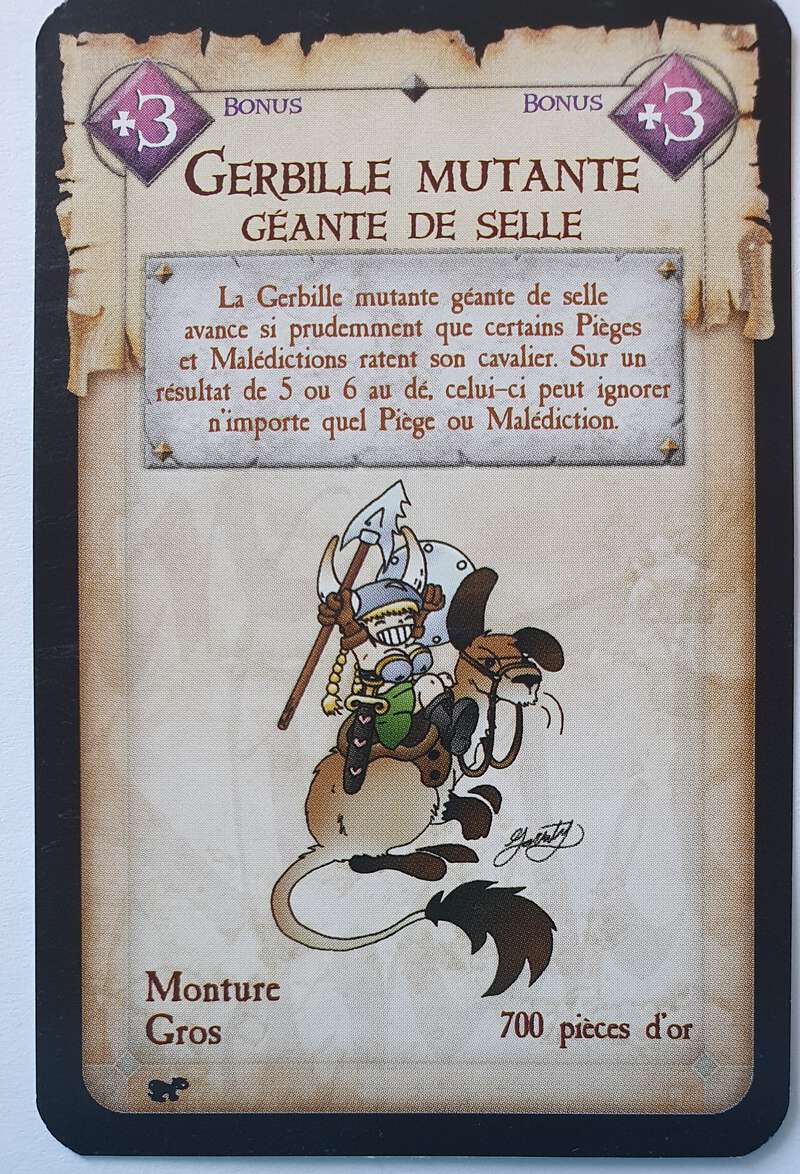 +3 BONUS BONUS +3
GERBILLE MUTANTE
GÉANTE DE SELLE
La Gerbille mutante géante de selle
avance si prudemment que certains Pièges
et Malédictions ratent son cavalier. Sur un
résultat de 5 ou 6 au dé, celui-ci peut ignorer
n'importe quel Piège ou Malédiction.
Monture
Gros
700 pièces d'or